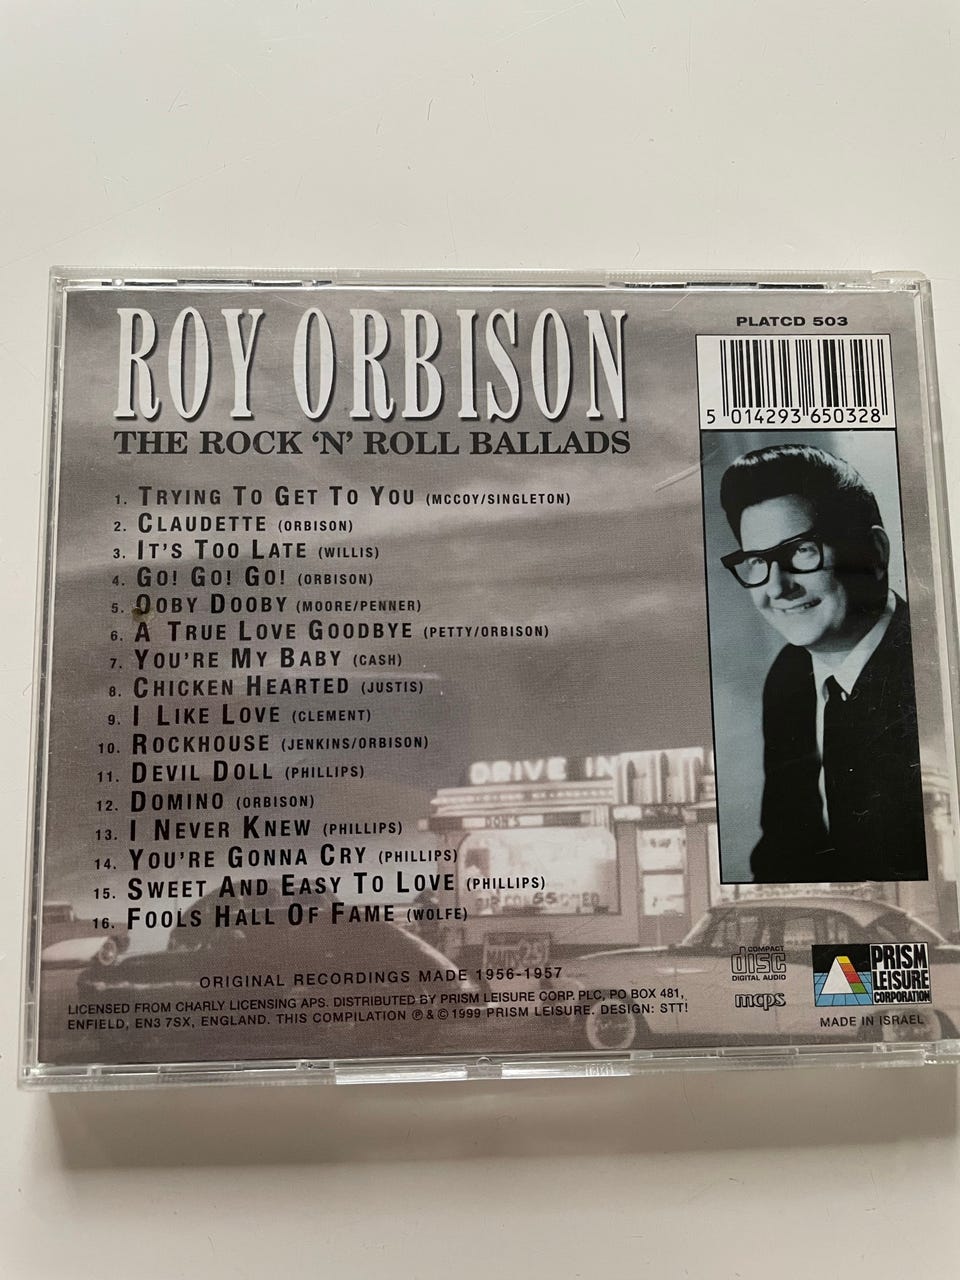 ROY ORBISON
THE ROCK ‘N’ ROLL BALLADS
1. TRYING TO GET TO YOU (MCCOY/SINGLETON)
2. CLAUDETTE (ORBISON)
3. IT'S TOO LATE (WILLIS)
4. GO! GO! GO! (ORBISON)
5. OOBY DOOBY (MOORE/PENNER)
6. A TRUE LOVE GOODBYE (PETTY/ORBISON)
7. YOU'RE MY BABY (CASH)
8. CHICKEN HEARTED (JUSTIS)
9. I LIKE LOVE (CLEMENT)
10. ROCKHOUSE (JENKINS/ORBISON)
11. DEVIL DOLL (PHILLIPS)
12. DOMINO (ORBISON)
13. I NEVER KNEW (PHILLIPS)
14. YOU'RE GONNA CRY (PHILLIPS)
15. SWEET AND EASY TO LOVE (PHILLIPS)
16. FOOLS HALL OF FAME (WOLFE)
ORIGINAL RECORDINGS MADE 1956-1957
LICENSED FROM CHARLY LICENSING APS. DISTRIBUTED BY PRISM LEISURE CORP. PLC, PO BOX 481,
ENFIELD, EN3 7SX, ENGLAND. THIS COMPILATION ℗ & © 1999 PRISM LEISURE. DESIGN: STT!
PLATCD 503
5 014293 650328
DRIVE IN
DON'S
COMPACT
disc
DIGITAL AUDIO
mcps
PRISM
LEISURE
CORPORATION
MADE IN ISRAEL